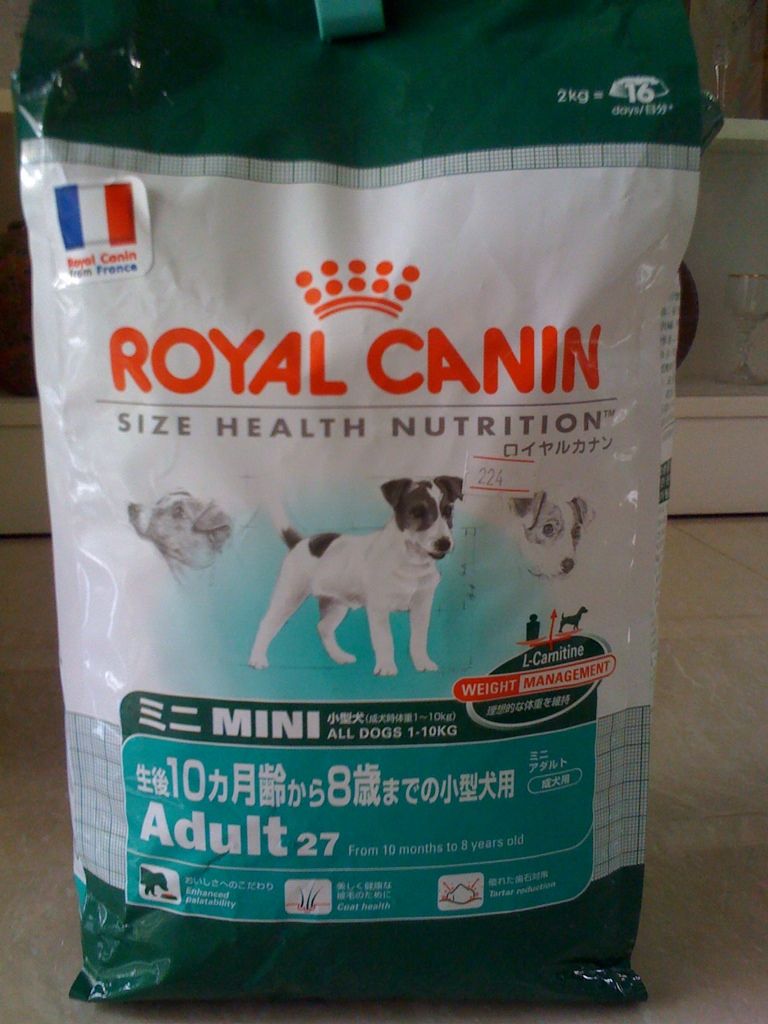 2kg = 16
days/日分*
Royal Canin
from France
ROYAL CANIN
SIZE HEALTH NUTRITION™
ロイヤルカナン
224
L-Carnitine
WEIGHT MANAGEMENT
理想的な体重を維持
ミニ MINI 小型犬(成犬時体重1~10kg)
ALL DOGS 1-10KG
生後10カ月齢から8歳までの小型犬用
ミニ
アダルト
成犬用
Adult 27 From 10 months to 8 years old
おいしさへのこだわり
Enhanced
palatability
美しく健康な
被毛のために
Coat health
優れた歯石対策
Tartar reduction